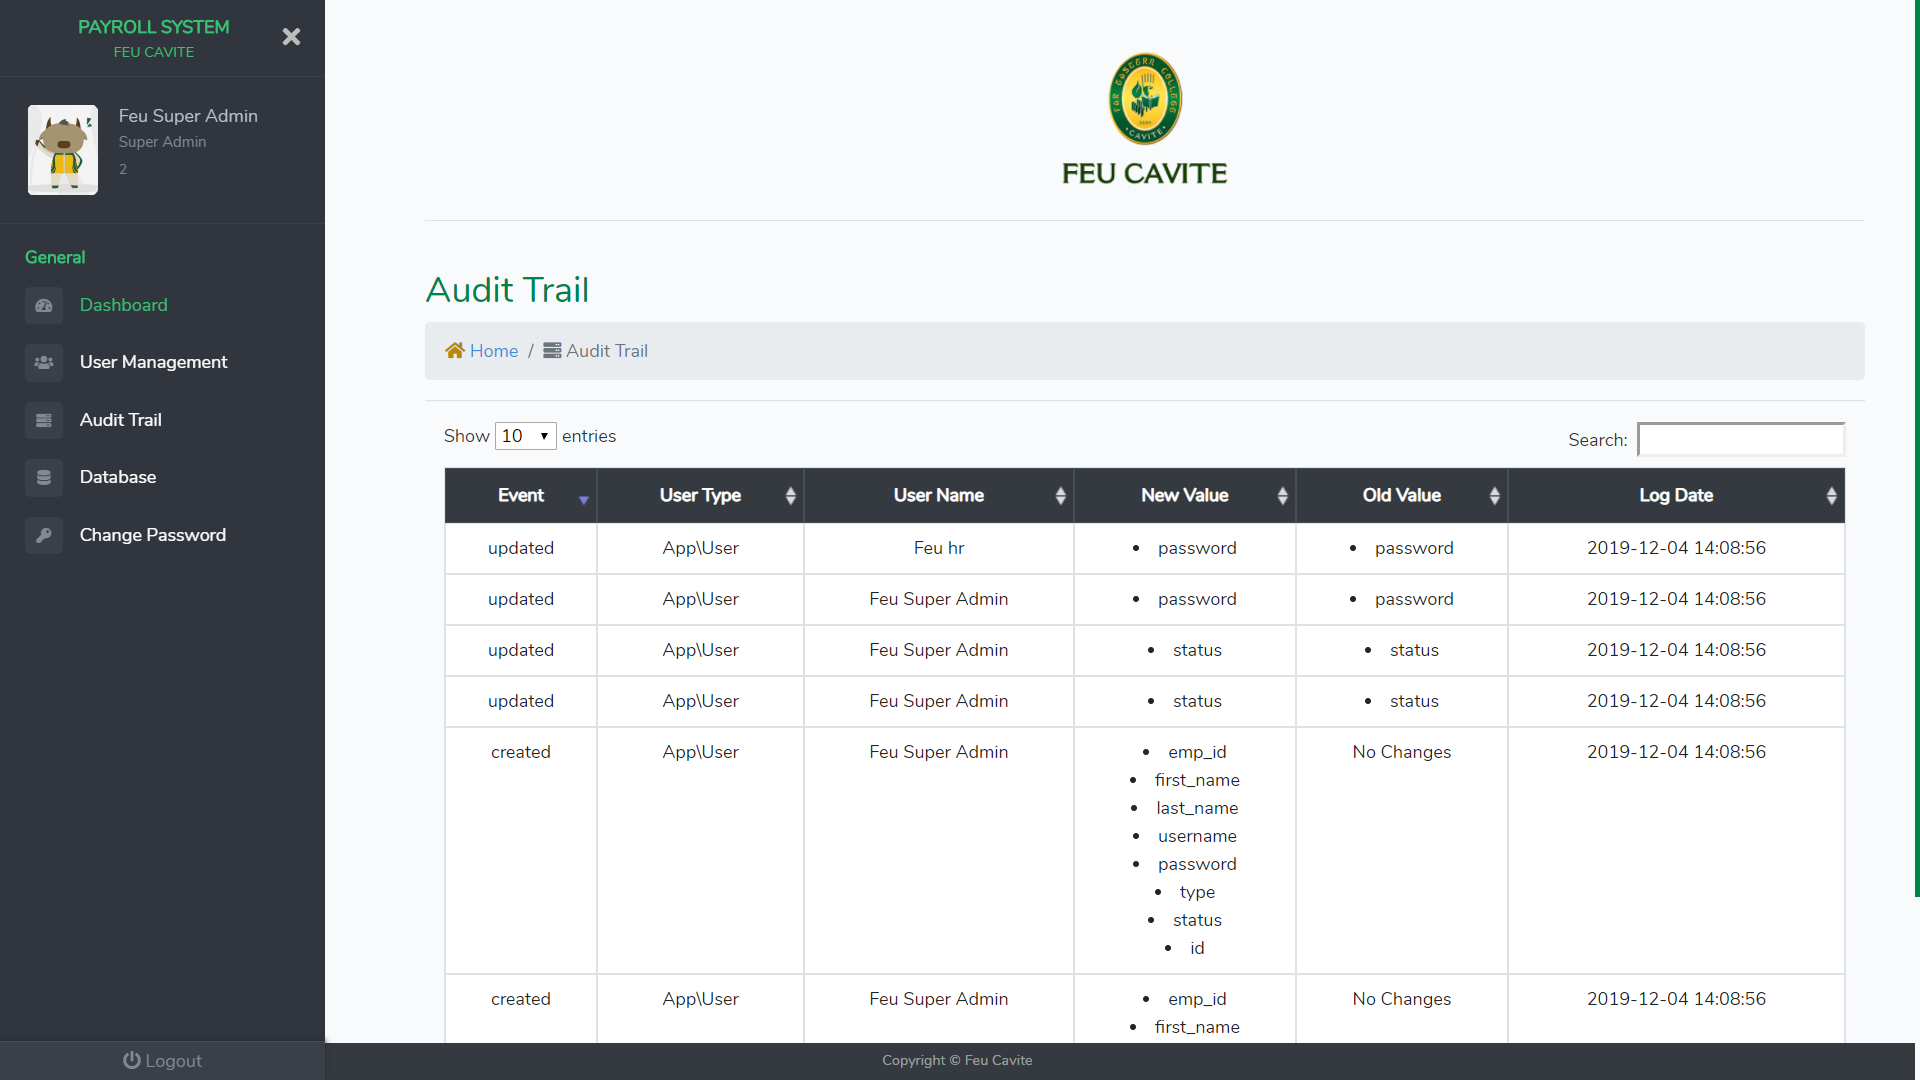 PAYROLL SYSTEM
FEU CAVITE
Feu Super Admin
Super Admin
2
General
Dashboard
User Management
Audit Trail
Database
Change Password
Logout
FAR EASTERN COLLEGE
CAVITE
FEU CAVITE
Audit Trail
Home / Audit Trail
Show 10 entries
Search:
Event User Type User Name New Value Old Value Log Date
updated App\User Feu hr • password • password 2019-12-04 14:08:56
updated App\User Feu Super Admin • password • password 2019-12-04 14:08:56
updated App\User Feu Super Admin • status • status 2019-12-04 14:08:56
updated App\User Feu Super Admin • status • status 2019-12-04 14:08:56
created App\User Feu Super Admin • emp_id No Changes 2019-12-04 14:08:56
• first_name
• last_name
• username
• password
• type
• status
• id
created App\User Feu Super Admin • emp_id No Changes 2019-12-04 14:08:56
• first_name
Copyright © Feu Cavite